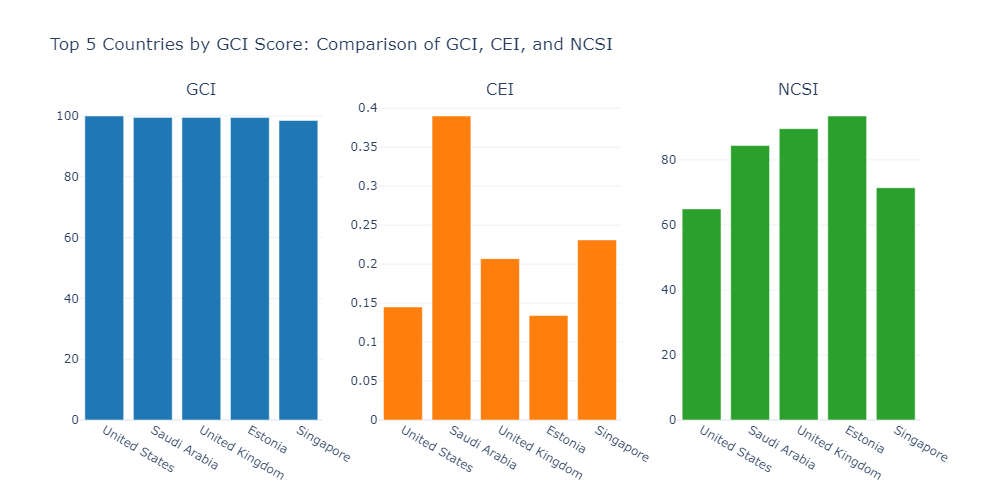 Top 5 Countries by GCI Score: Comparison of GCI, CEI, and NCSI
GCI
100
80
60
40
20
0
United States
Saudi Arabia
United Kingdom
Estonia
Singapore
CEI
0.4
0.35
0.3
0.25
0.2
0.15
0.1
0.05
0
United States
Saudi Arabia
United Kingdom
Estonia
Singapore
NCSI
80
60
40
20
0
United States
Saudi Arabia
United Kingdom
Estonia
Singapore